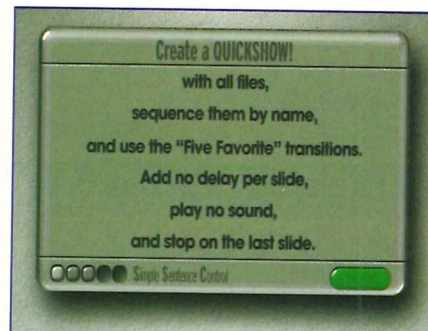 Create a QUICKSHOW!
with all files,
sequence them by name,
and use the “Five Favorite” transitions.
Add no delay per slide,
play no sound,
and stop on the last slide.
Simple Sentence Control